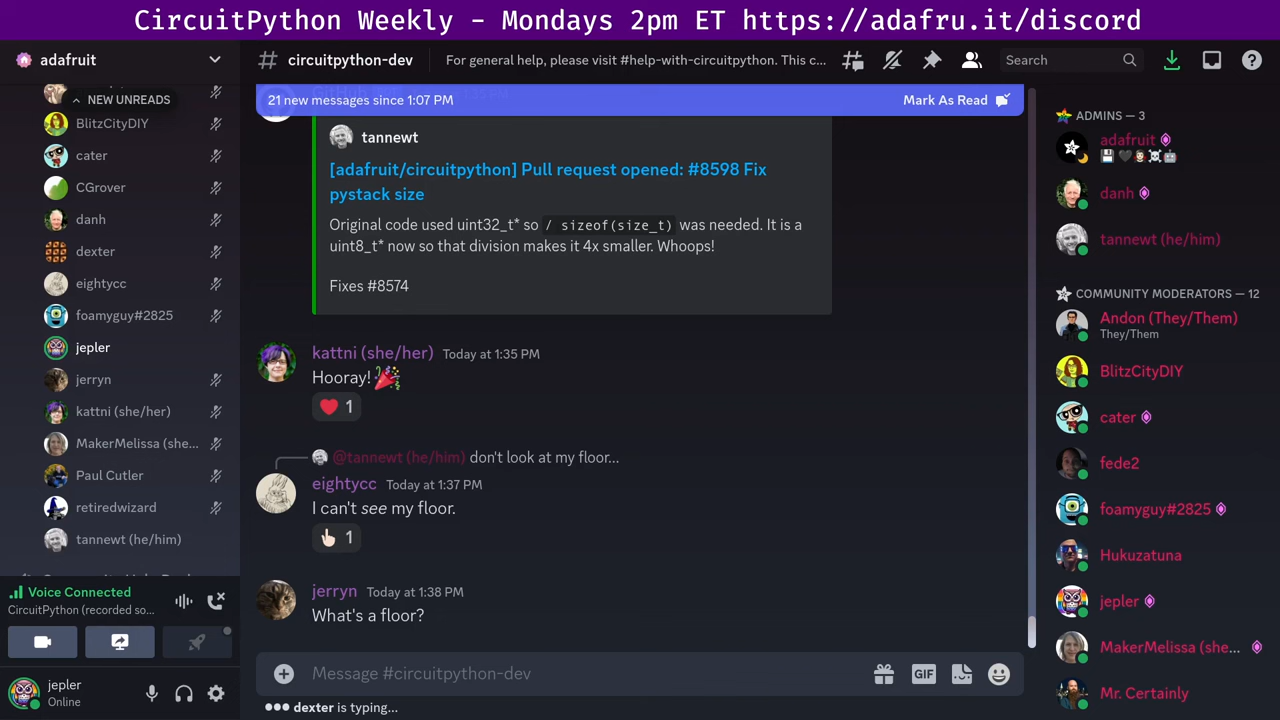 CircuitPython Weekly - Mondays 2pm ET https://adafru.it/discord
adafruit
NEW UNREADS
BlitzCityDIY
cater
CGrover
danh
dexter
eightycc
foamyguy#2825
jepler
jerryn
kattni (she/her)
MakerMelissa (she...
Paul Cutler
retiredwizard
tannewt (he/him)
Voice Connected
CircuitPython (recorded so...
jepler
Online
circuitpython-dev
For general help, please visit #help-with-circuitpython. This c...
Search
21 new messages since 1:07 PM
Mark As Read
tannewt
[adafruit/circuitpython] Pull request opened: #8598 Fix
pystack size
Original code used uint32_t* so / sizeof(size_t) was needed. It is a
uint8_t* now so that division makes it 4x smaller. Whoops!
Fixes #8574
kattni (she/her) Today at 1:35 PM
Hooray!
1
@tannewt (he/him) don't look at my floor...
eightycc Today at 1:37 PM
I can't see my floor.
1
jerryn Today at 1:38 PM
What's a floor?
Message #circuitpython-dev
GIF
dexter is typing...
ADMINS — 3
adafruit
danh
tannewt (he/him)
COMMUNITY MODERATORS — 12
Andon (They/Them)
They/Them
BlitzCityDIY
cater
fede2
foamyguy#2825
Hukuzatuna
jepler
MakerMelissa (she...
Mr. Certainly